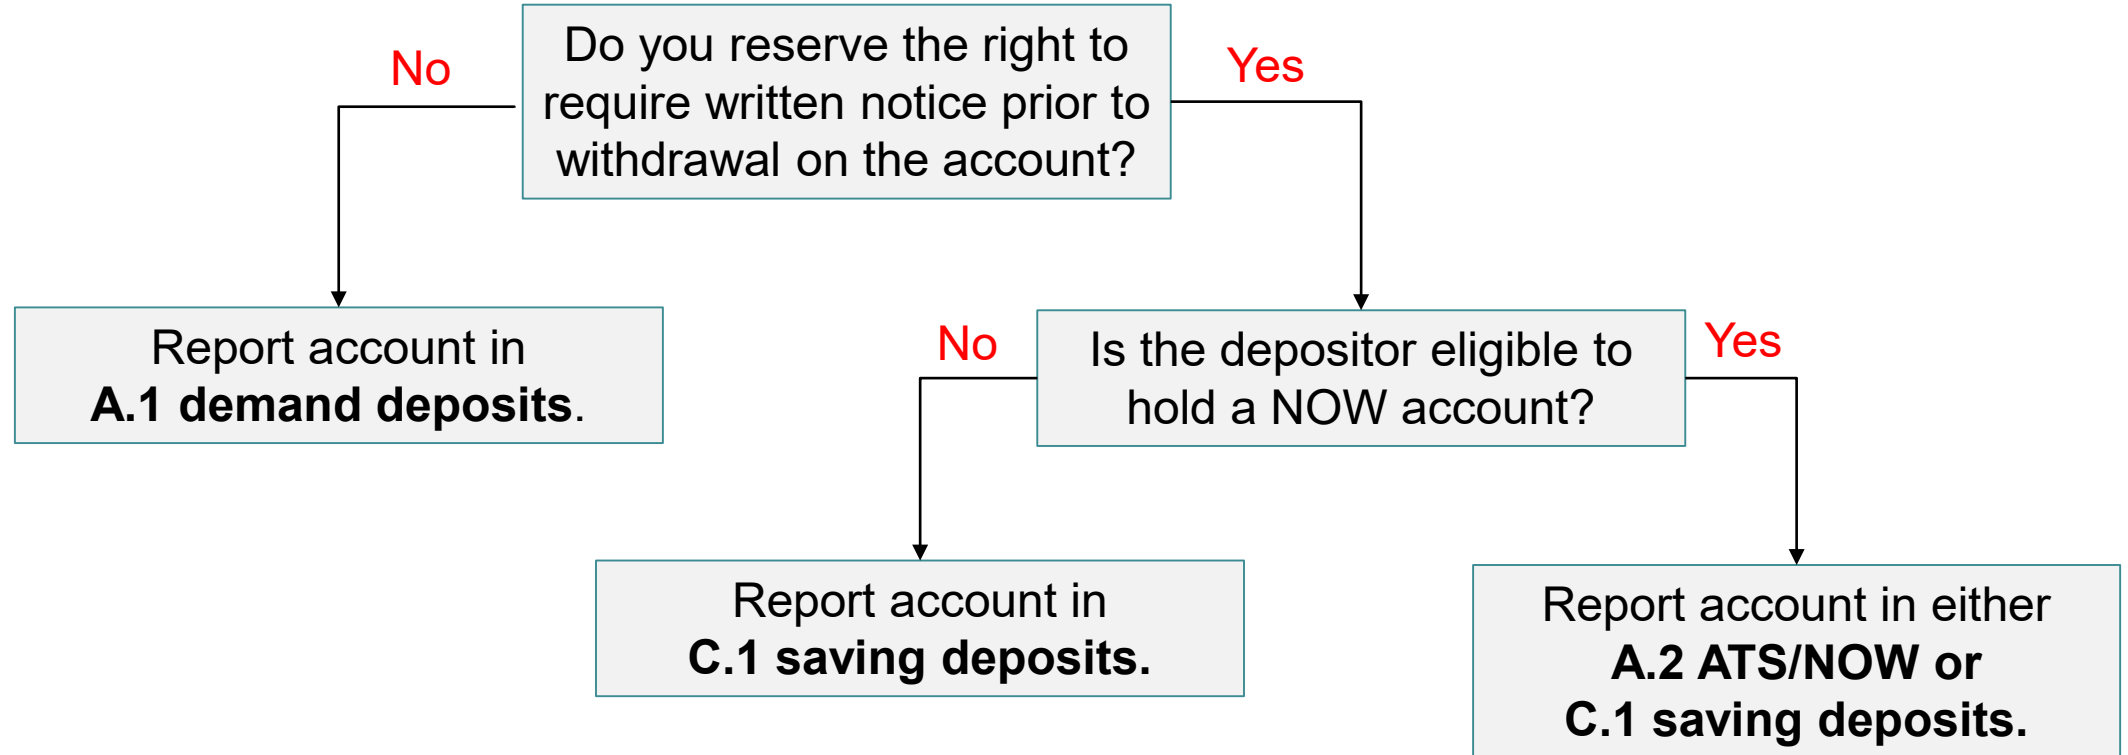 Do you reserve the right to
require written notice prior to
withdrawal on the account?
No
Yes
Report account in
A.1 demand deposits.
Is the depositor eligible to
hold a NOW account?
No
Yes
Report account in
C.1 saving deposits.
Report account in either
A.2 ATS/NOW or
C.1 saving deposits.